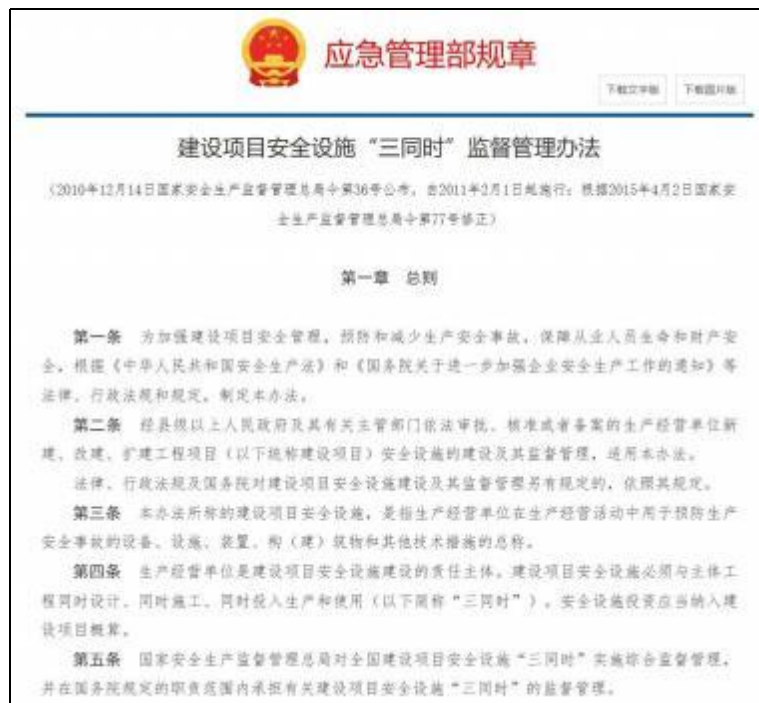 应急管理部规章
下载文字版 下载图片版
建设项目安全设施“三同时”监督管理办法
（2010年12月14日国家安全生产监督管理总局令第36号公布，自2011年2月1日起施行；根据2015年4月2日国家安
全生产监督管理总局令第77号修正）
第一章 总则
第一条 为加强建设项目安全管理，预防和减少生产安全事故，保障从业人员生命和财产安
全，根据《中华人民共和国安全生产法》和《国务院关于进一步加强企业安全生产工作的通知》等
法律、行政法规和规定，制定本办法。
第二条 经县级以上人民政府及其有关主管部门依法审批、核准或者备案的生产经营单位新
建、改建、扩建工程项目（以下统称建设项目）安全设施的建设及其监督管理，适用本办法。
法律、行政法规及国务院对建设项目安全设施建设及其监督管理另有规定的，依照其规定。
第三条 本办法所称的建设项目安全设施，是指生产经营单位在生产经营活动中用于预防生产
安全事故的设备、设施、装置、构（建）筑物和其他技术措施的总称。
第四条 生产经营单位是建设项目安全设施建设的责任主体。建设项目安全设施必须与主体工
程同时设计、同时施工、同时投入生产和使用（以下简称“三同时”）。安全设施投资应当纳入建
设项目概算。
第五条 国家安全生产监督管理总局对全国建设项目安全设施“三同时”实施综合监督管理，
并在国务院规定的职责范围内承担有关建设项目安全设施“三同时”的监督管理。